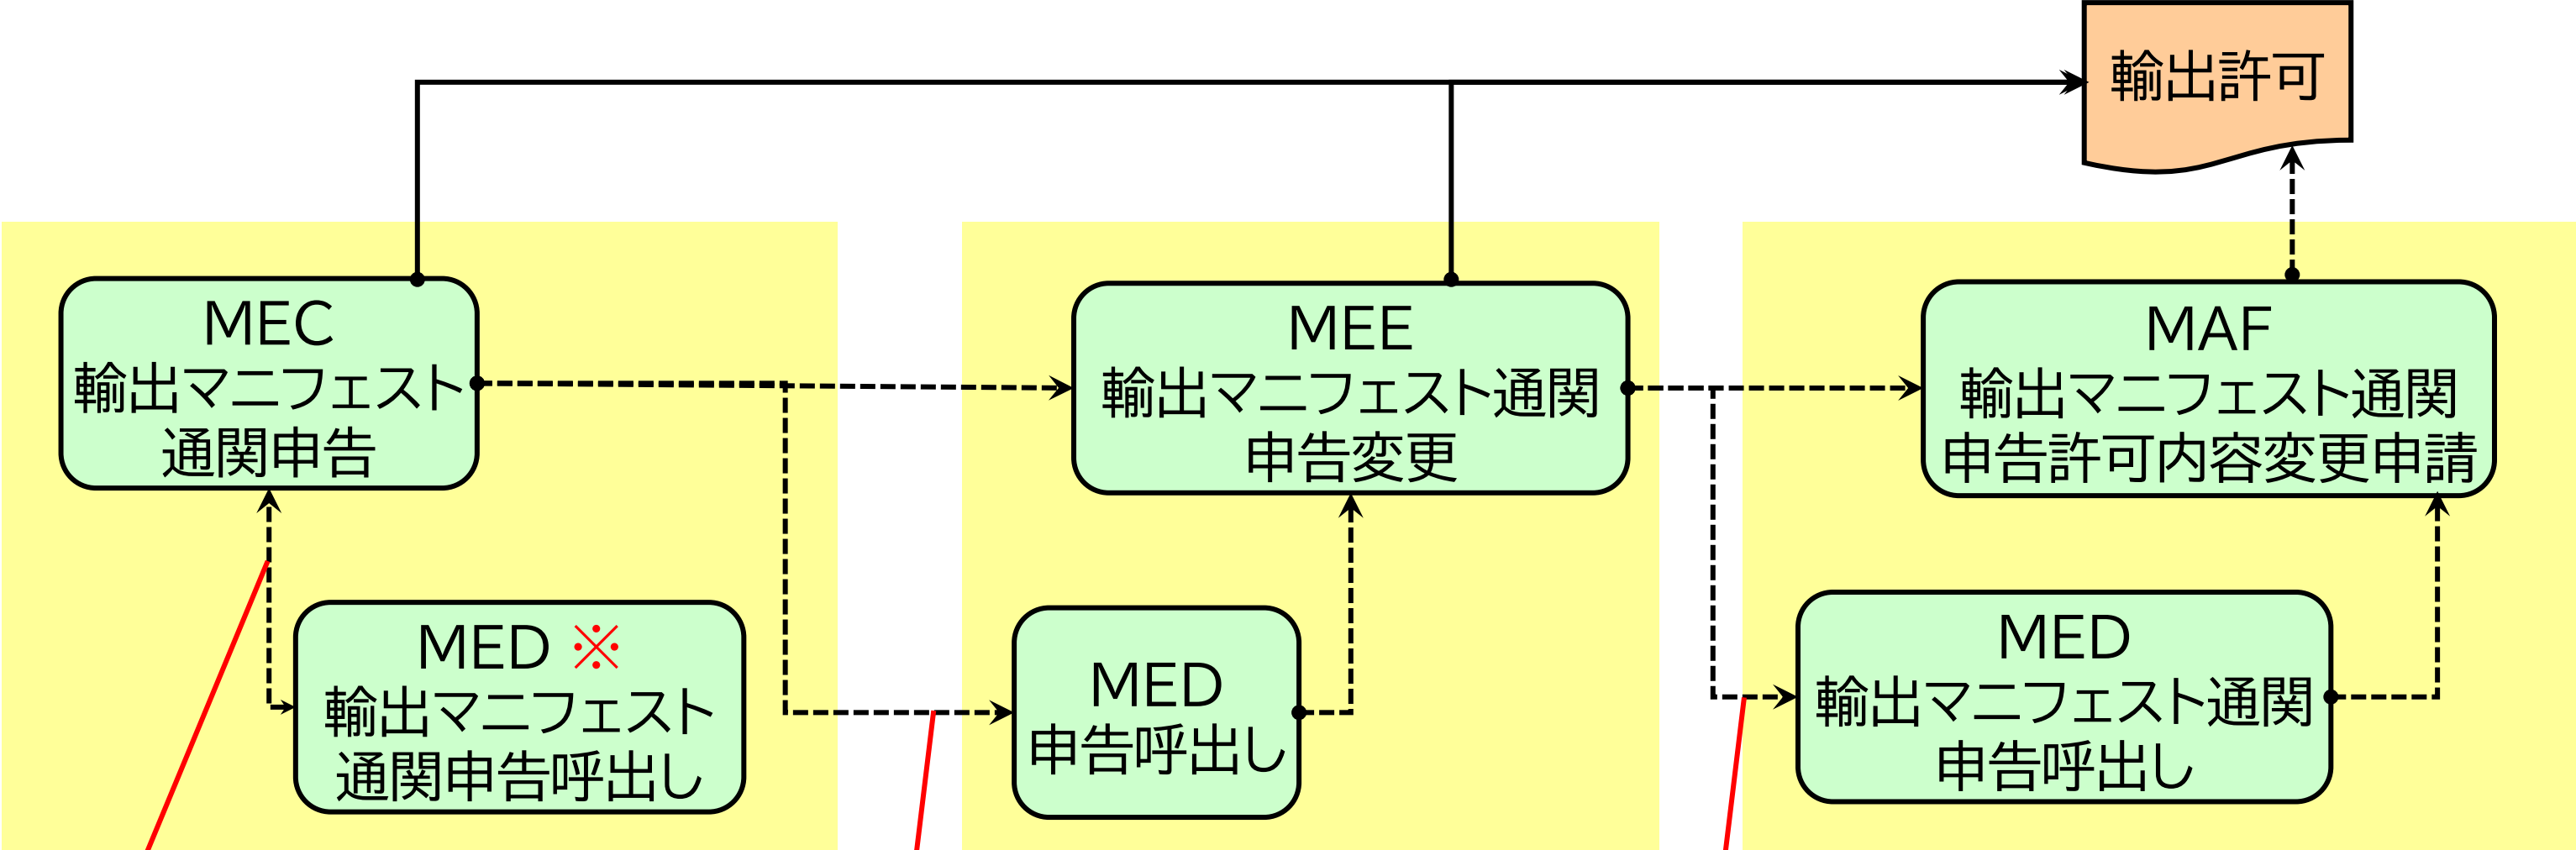 輸出許可
MEC
輸出マニフェスト
通関申告
MED ※
輸出マニフェスト
通関申告呼出し
MEE
輸出マニフェスト通関
申告変更
MED
申告呼出し
MAF
輸出マニフェスト通関
申告許可内容変更申請
MED
輸出マニフェスト通関
申告呼出し